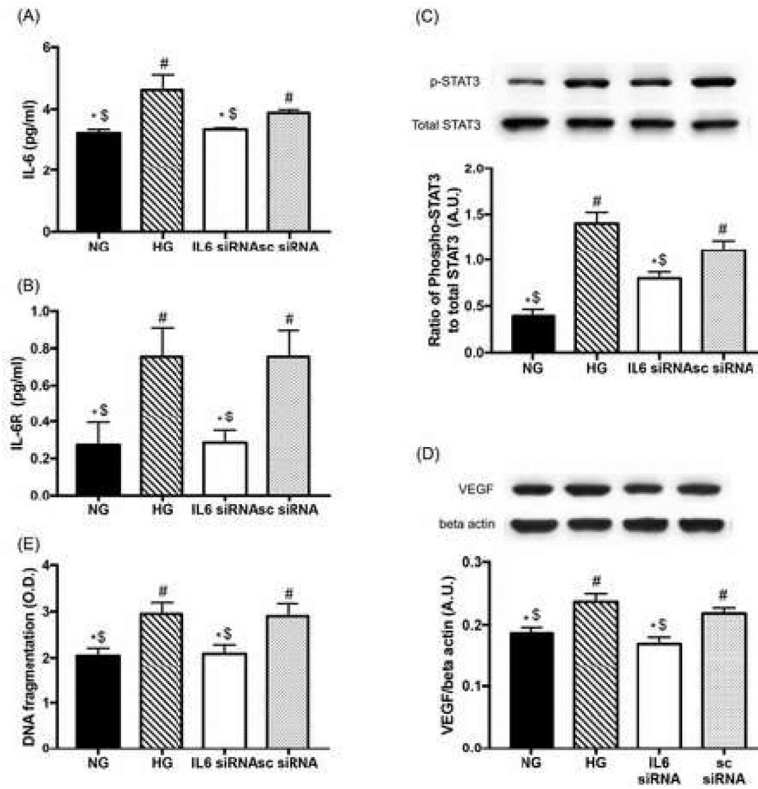 (A)
IL-6 (pg/ml)
6
4
2
0
* $
#
* $
#
NG HG IL6 siRNA sc siRNA
(B)
IL-6R (pg/ml)
1.0
0.8
0.6
0.4
0.2
0.0
* $
#
* $
#
NG HG IL6 siRNA sc siRNA
(E)
DNA fragmentation (O.D.)
4
3
2
1
0
* $
#
* $
#
NG HG IL6 siRNA sc siRNA
(C)
p-STAT3
Total STAT3
Ratio of Phospho-STAT3
to total STAT3 (A.U.)
2.0
1.5
1.0
0.5
0.0
*$
#
*$
#
NG HG IL6 siRNA sc siRNA
(D)
VEGF
beta actin
VEGF/beta actin (A.U.)
0.3
0.2
0.1
0.0
* $
#
* $
#
NG HG IL6 sc
siRNA siRNA